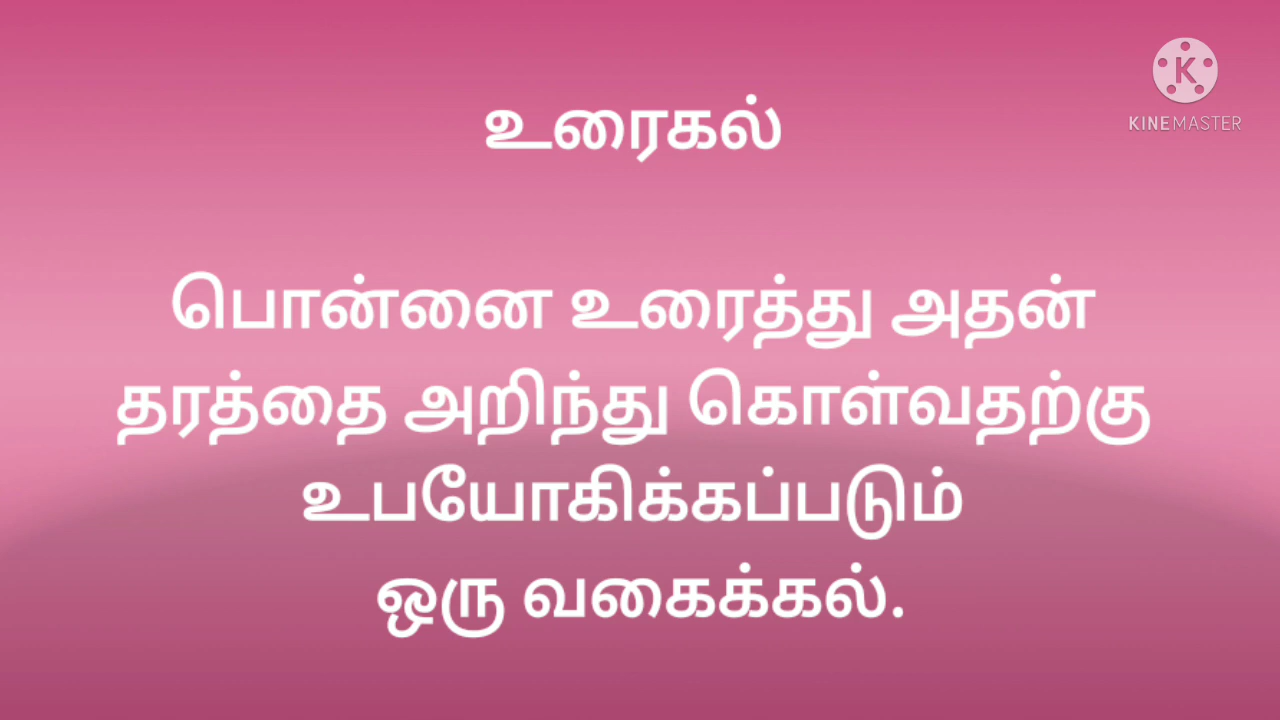 K
KINEMASTER
உரைகல்
பொன்னை உரைத்து அதன்
தரத்தை அறிந்து கொள்வதற்கு
உபயோகிக்கப்படும்
ஒரு வகைக்கல்.